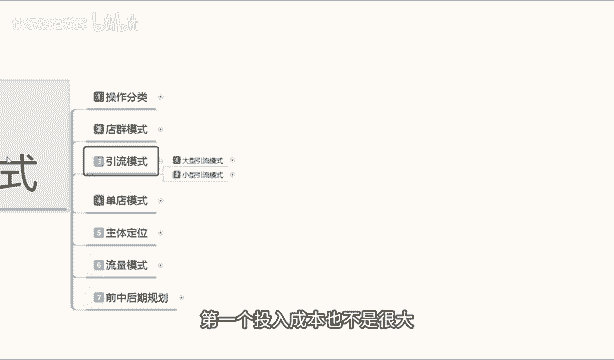 式
1 操作分类
2 店群模式
3 引流模式
1 大型引流模式
2 小型引流模式
4 单店模式
5 主体定位
6 流量模式
7 前中后期规划
第一个投入成本也不是很大